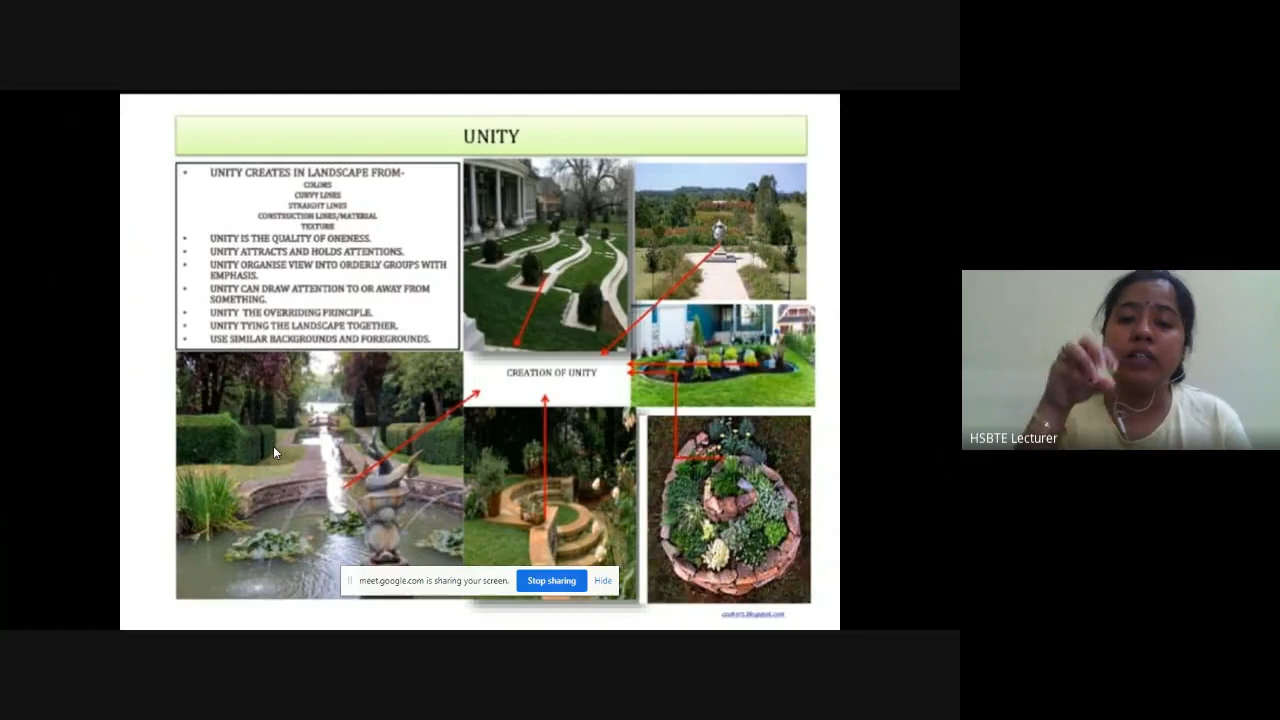 UNITY
UNITY CREATES IN LANDSCAPE FROM-
COLORS
CURVY LINES
STRAIGHT LINES
CONSTRUCTION LINES/MATERIAL
TEXTURE
UNITY IS THE QUALITY OF ONENESS.
UNITY ATTRACTS AND HOLDS ATTENTIONS.
UNITY ORGANISE VIEW INTO ORDERLY GROUPS WITH
EMPHASIS.
UNITY CAN DRAW ATTENTION TO OR AWAY FROM
SOMETHING.
UNITY THE OVERRIDING PRINCIPLE.
UNITY TYING THE LANDSCAPE TOGETHER.
USE SIMILAR BACKGROUNDS AND FOREGROUNDS.
CREATION OF UNITY
meet.google.com is sharing your screen.
Stop sharing
Hide
HSBTE Lecturer